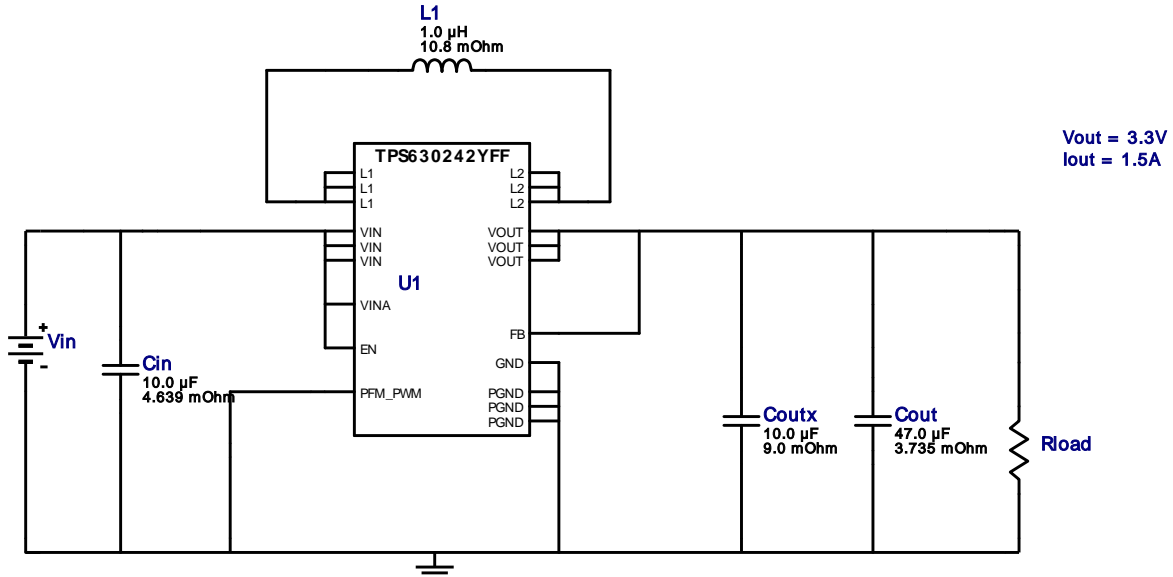 L1
1.0 µH
10.8 mOhm
Vout = 3.3V
Iout = 1.5A
TPS630242YFF
L1
L1
L1
L2
L2
L2
VIN
VIN
VIN
VOUT
VOUT
VOUT
U1
VINA
FB
EN
GND
PFM_PWM
PGND
PGND
PGND
+
Vin
-
Cin
10.0 µF
4.639 mOhm
Coutx
10.0 µF
9.0 mOhm
Cout
47.0 µF
3.735 mOhm
Rload